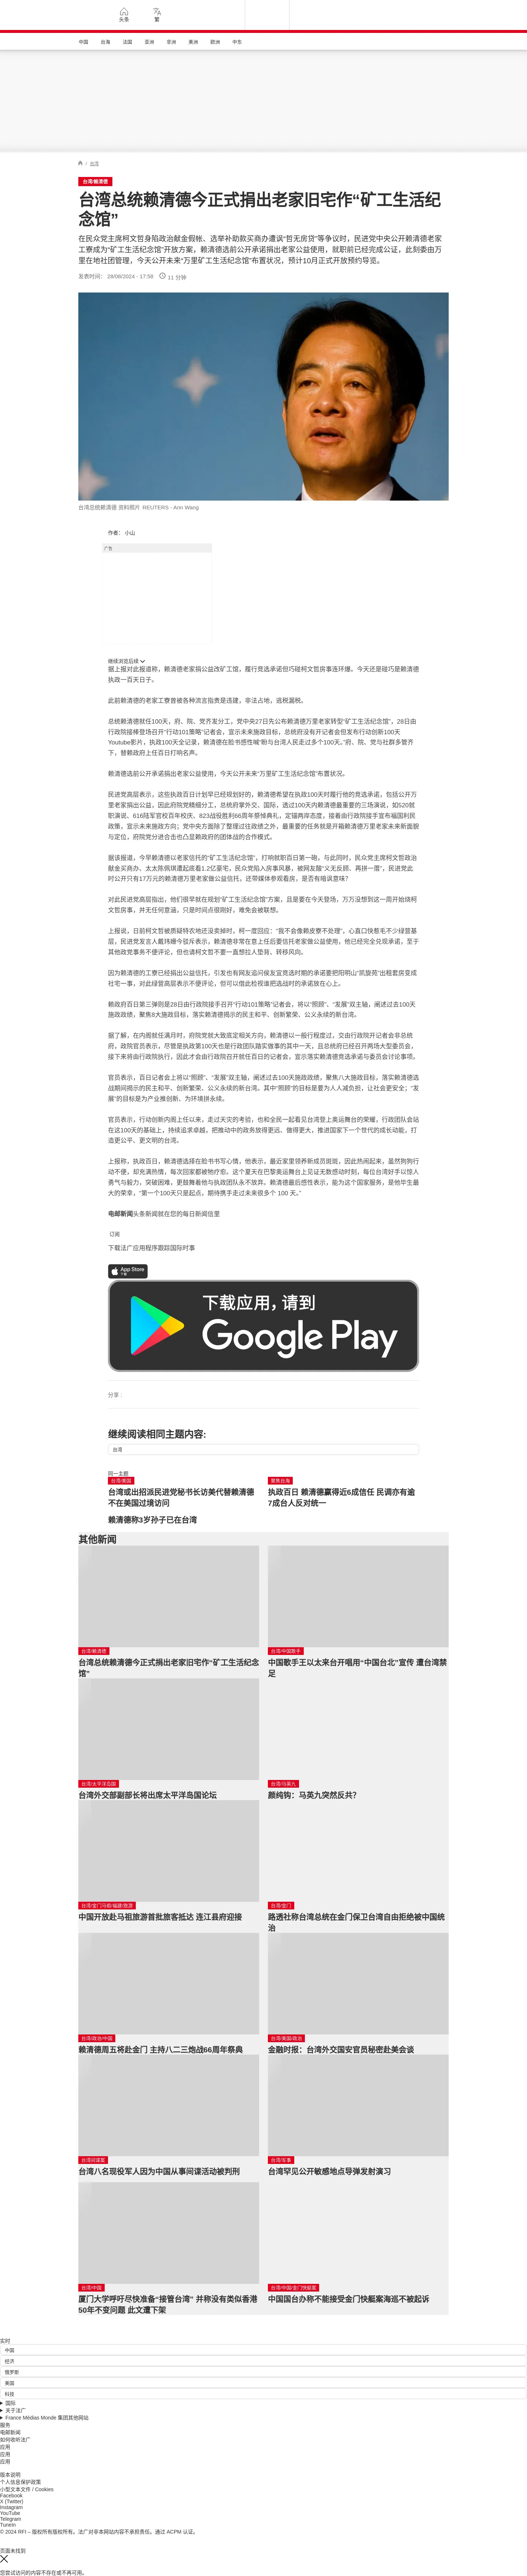 头条
繁
中国
台海
法国
亚洲
非洲
美洲
欧洲
中东
/ 台湾
台湾/赖清德
台湾总统赖清德今正式捐出老家旧宅作“矿工生活纪
念馆”
在民众党主席柯文哲身陷政治献金假帐、选举补助款买商办遭讽“哲无房贷”等争议时，民进党中央公开赖清德老家
工寮成为“矿工生活纪念馆”开放方案，赖清德选前公开承诺捐出老家公益使用，就职前已经完成公证，此刻委由万
里在地社团管理，今天公开未来“万里矿工生活纪念馆”布置状况，预计10月正式开放预约导览。
发表时间： 28/08/2024 - 17:58
11 分钟
台湾总统赖清德 资料照片 REUTERS - Ann Wang
作者： 小山
广告
继续浏览后续
据上报对此报道称，赖清德老家捐公益改矿工馆，履行竞选承诺但巧碰柯文哲房事连环爆。今天还是碰巧是赖清德
执政一百天日子。
此前赖清德的老家工寮曾被各种流言指责是违建，非法占地，逃税漏税。
总统赖清德就任100天，府、院、党齐发分工，党中央27日先公布赖清德万里老家转型“矿工生活纪念馆”，28日由
行政院接棒登场召开“行动101策略”记者会，宣示未来施政目标，总统府没有开记者会但发布行动创新100天
Youtube影片，执政100天全记录，赖清德在脸书感性喊“盼与台湾人民走过多个100天。”府、院、党与社群多管齐
下，替赖政府上任百日打响名声。
赖清德选前公开承诺捐出老家公益使用，今天公开未来“万里矿工生活纪念馆”布置状况。
民进党高层表示，这些执政百日计划早已经规划好的，赖清德希望在执政100天时履行他的竞选承诺，包括公开万
里老家捐出公益，因此府院党精细分工，总统府掌外交、国际，透过100天内赖清德最重要的三场演说，如520就
职演说、616陆军官校百年校庆、823战役胜利66周年祭悼典礼，定锚两岸态度，接着由行政院接手宣布福国利民
政策，宣示未来施政方向；党中央方面除了整理过往政绩之外，最重要的任务就是开箱赖清德万里老家未来新面貌
与定位，府院党分进合击也凸显赖政府的团体战的合作模式。
据该报道，今早赖清德以老家信托的“矿工生活纪念馆”，打响就职百日第一砲。与此同时，民众党主席柯文哲政治
献金买商办、太太陈佩琪遭起底看1.2亿豪宅，民众党陷入房事风暴，被网友酸“义无反顾、再拼一厝”，民进党此
时公开只有17万元的赖清德万里老家做公益信托，还带媒体参观看房，是否有暗讽意味？
对此民进党高层指出，他们很早就在规划“矿工生活纪念馆”方案，且是要在今天登场，万万没想到这一周开始烧柯
文哲房事，并无任何意涵，只是时间点很刚好，难免会被联想。
上报说，日前柯文哲被质疑特农地还没卖掉时，柯一度回应：“我不会像赖皮寮不处理”，心直口快惹毛不少绿营基
层，民进党发言人戴玮姗今驳斥表示，赖清德非常在意上任后要信托老家做公益使用，他已经完全兑现承诺，至于
其他政党事务不便评论，但也请柯文哲不要一直想拉人垫背、转移风向。
因为赖清德的工寮已经捐出公益信托，引发也有网友追问侯友宜竞选时期的承诺要把阳明山“凯旋苑”出租套房变成
社宅一事，对此绿营高层表示不便评论，但可以借此检视谁把选战时的承诺放在心上。
赖政府百日第三弹则是28日由行政院接手召开“行动101策略”记者会，将以“照顾”、“发展”双主轴，阐述过去100天
施政政绩，聚焦8大施政目标，落实赖清德揭示的民主和平、创新繁荣、公义永续的新台湾。
据了解，在内阁就任满月时，府院党就大致底定相关方向，赖清德以一般行程度过，交由行政院开记者会非总统
府，政院官员表示，尽管是执政第100天也是行政团队踏实做事的其中一天，且总统府已经召开两场大型委员会，
接下来将由行政院执行，因此才会由行政院召开就任百日的记者会，宣示落实赖清德竞选承诺与委员会讨论事项。
官员表示，百日记者会上将以“照顾”、“发展”双主轴，阐述过去100天施政政绩，聚焦八大施政目标，落实赖清德选
战期间揭示的民主和平、创新繁荣、公义永续的新台湾。其中“照顾”的目标是要为人人减负担，让社会更安全；“发
展”的目标是为产业推创新、为环境拼永续。
官员表示，行动创新内阁上任以来，走过天灾的考验，也和全民一起看见台湾登上奥运舞台的荣耀，行政团队会站
在这100天的基础上，持续追求卓越，把推动中的政务放得更远、做得更大，推进国家下一个世代的成长动能，打
造更公平、更文明的台湾。
上报称，执政百日，赖清德选择在脸书书写心情，他表示，最近家里领养新成员斑斑，因此热闹起来，虽然狗狗行
动不便，却充满热情，每次回家都被牠疗愈。这个夏天在巴黎奥运舞台上见证无数感动时刻，每位台湾好手以惊人
勇气与毅力，突破困难，更鼓舞着他与执政团队永不放弃。赖清德最后感性表示，能为这个国家服务，是他毕生最
大的荣幸，“第一个100天只是起点，期待携手走过未来很多个 100 天。”
电邮新闻头条新闻就在您的每日新闻信里
订阅
下载法广应用程序跟踪国际时事
App Store
下载应用，请到
Google Play
分享 :
继续阅读相同主题内容:
台湾
同一主题
台湾/美国
台湾或出招派民进党秘书长访美代替赖清德
不在美国过境访问
聚焦台海
执政百日 赖清德赢得近6成信任 民调亦有逾
7成台人反对统一
赖清德称3岁孙子已在台湾
其他新闻
台湾/赖清德
台湾总统赖清德今正式捐出老家旧宅作“矿工生活纪念
馆”
台湾/中国歌手
中国歌手王以太来台开唱用“中国台北”宣传 遭台湾禁
足
台湾/太平洋岛国
台湾外交部副部长将出席太平洋岛国论坛
台湾/马英九
颜纯钩：马英九突然反共？
台湾/金门马祖/福建/旅游
中国开放赴马祖旅游首批旅客抵达 连江县府迎接
台湾/金门
路透社称台湾总统在金门保卫台湾自由拒绝被中国统
治
台湾/政治/中国
赖清德周五将赴金门 主持八二三炮战66周年祭典
台湾/美国/政治
金融时报：台湾外交国安官员秘密赴美会谈
台湾间谍案
台湾八名现役军人因为中国从事间谍活动被判刑
台湾/军事
台湾罕见公开敏感地点导弹发射演习
台湾/中国
厦门大学呼吁尽快准备“接管台湾” 并称没有类似香港
50年不变问题 此文遭下架
台湾/中国/金门快艇案
中国国台办称不能接受金门快艇案海巡不被起诉
实时
中国
经济
俄罗斯
美国
科技
国际
关于法广
France Médias Monde 集团其他网站
服务
电邮新闻
如何收听法广
应用
应用
应用
版本说明
个人信息保护政策
小型文本文件 / Cookies
Facebook
X (Twitter)
Instagram
YouTube
Telegram
TuneIn
© 2024 RFI – 版权所有版权所有。法广对非本网站内容不承担责任。通过 ACPM 认证。
页面未找到
您尝试访问的内容不存在或不再可用。